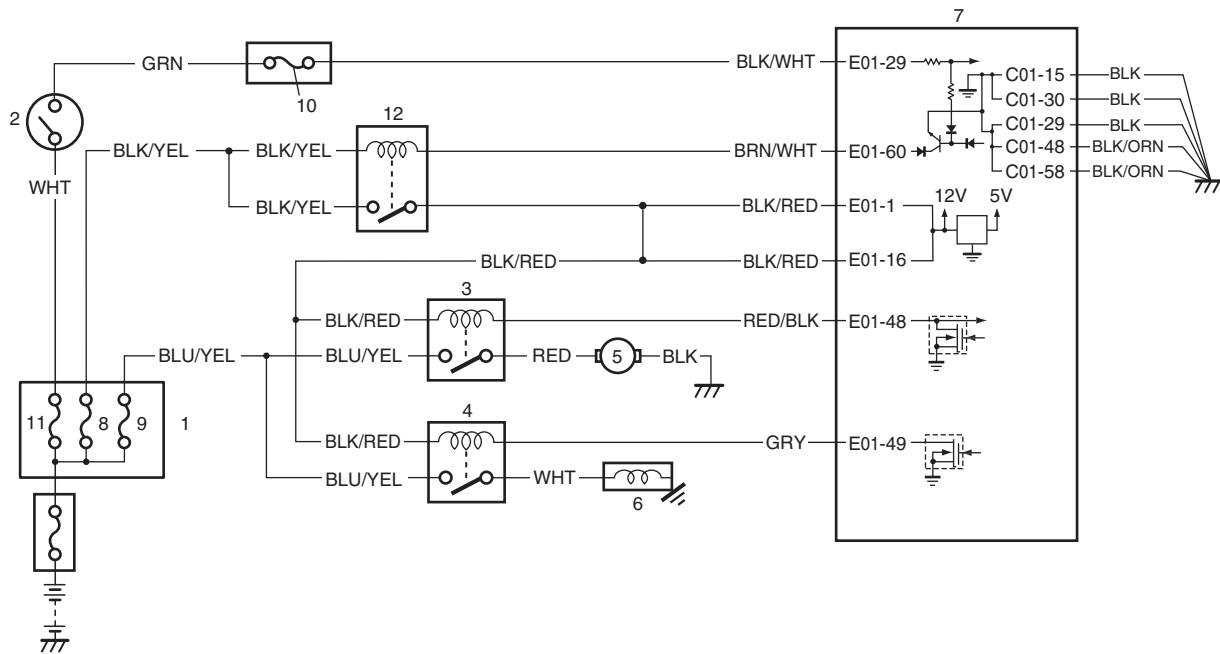 7
GRN
10
BLK/WHT
E01-29
C01-15
BLK
C01-30
BLK
2
12
C01-29
BLK
BLK/YEL
BLK/YEL
BRN/WHT
E01-60
C01-48
BLK/ORN
C01-58
BLK/ORN
WHT
BLK/YEL
BLK/RED
E01-1
12V
5V
BLK/RED
BLK/RED
E01-16
3
BLK/RED
RED/BLK
E01-48
BLU/YEL
BLU/YEL
RED
5
BLK
11
8
9
1
4
BLK/RED
GRY
E01-49
BLU/YEL
WHT
6